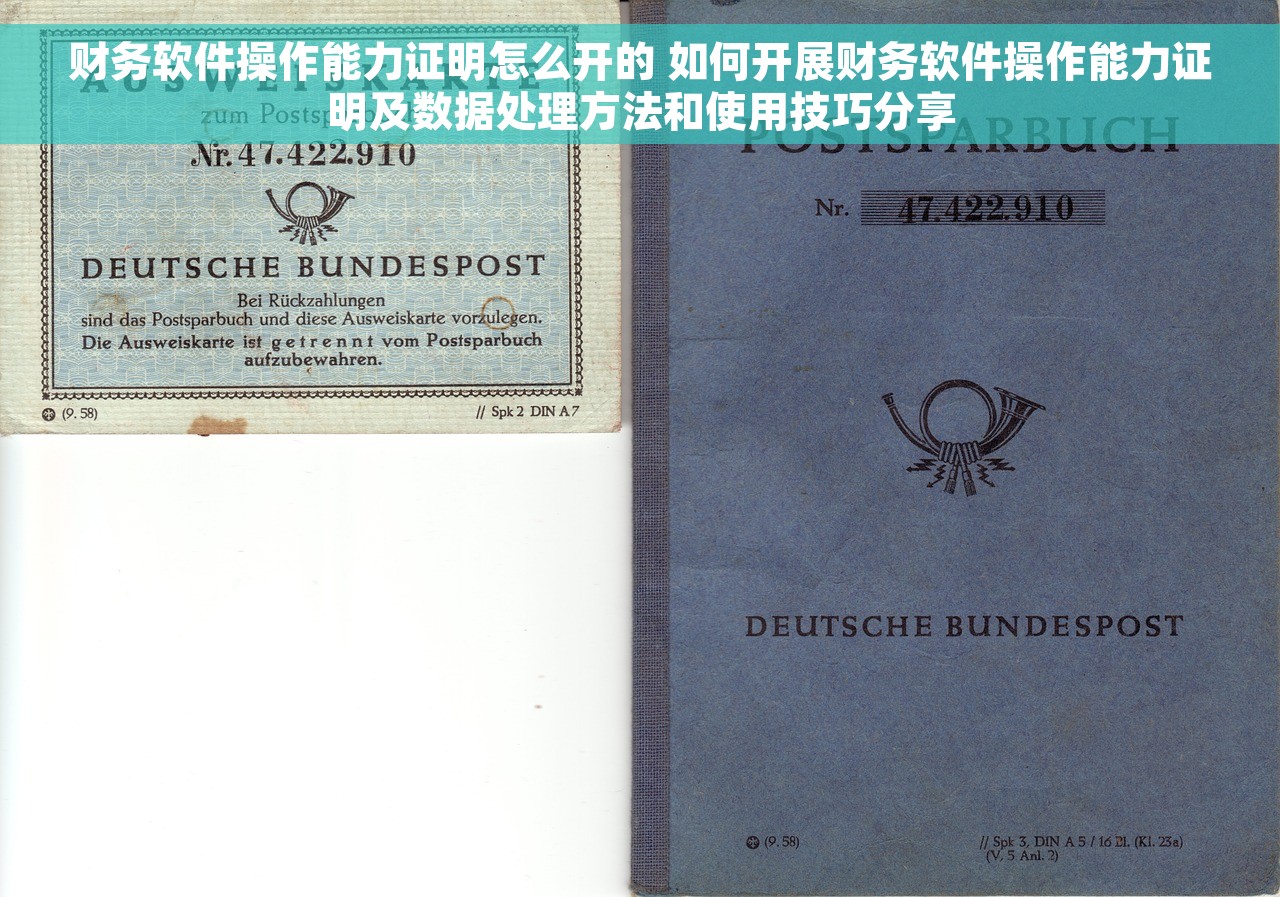 财务软件操作能力证明怎么开的 如何开展财务软件操作能力证
明及数据处理方法和使用技巧分享
AUSWEISKARTE
zum Postsp
Nr. 47.422.910
DEUTSCHE BUNDESPOST
Bei Rückzahlungen
sind das Postsparbuch und diese Ausweiskarte vorzulegen.
Die Ausweiskarte ist getrennt vom Postsparbuch
aufzubewahren.
(9. 58)
// Spk 2 DIN A 7
POSTSPARBUCH
Nr. 47.422.910
DEUTSCHE BUNDESPOST
(9. 58)
// Spk 3, DIN A 5 / 16 Bl. (Kl. 23a)
(V, 5 Anl. 2)